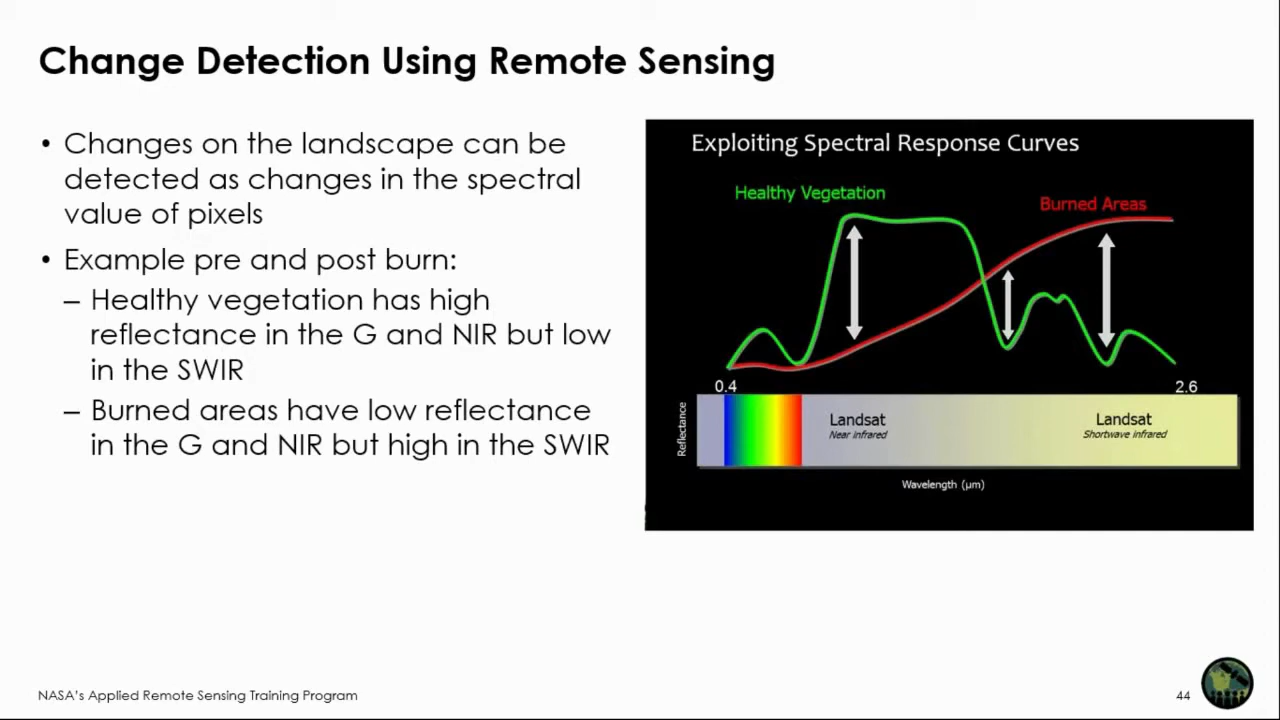 Change Detection Using Remote Sensing
• Changes on the landscape can be
detected as changes in the spectral
value of pixels
• Example pre and post burn:
– Healthy vegetation has high
reflectance in the G and NIR but low
in the SWIR
– Burned areas have low reflectance
in the G and NIR but high in the SWIR
Exploiting Spectral Response Curves
Healthy Vegetation
Burned Areas
0.4
2.6
Reflectance
Landsat
Near infrared
Landsat
Shortwave infrared
Wavelength (µm)
NASA's Applied Remote Sensing Training Program
44